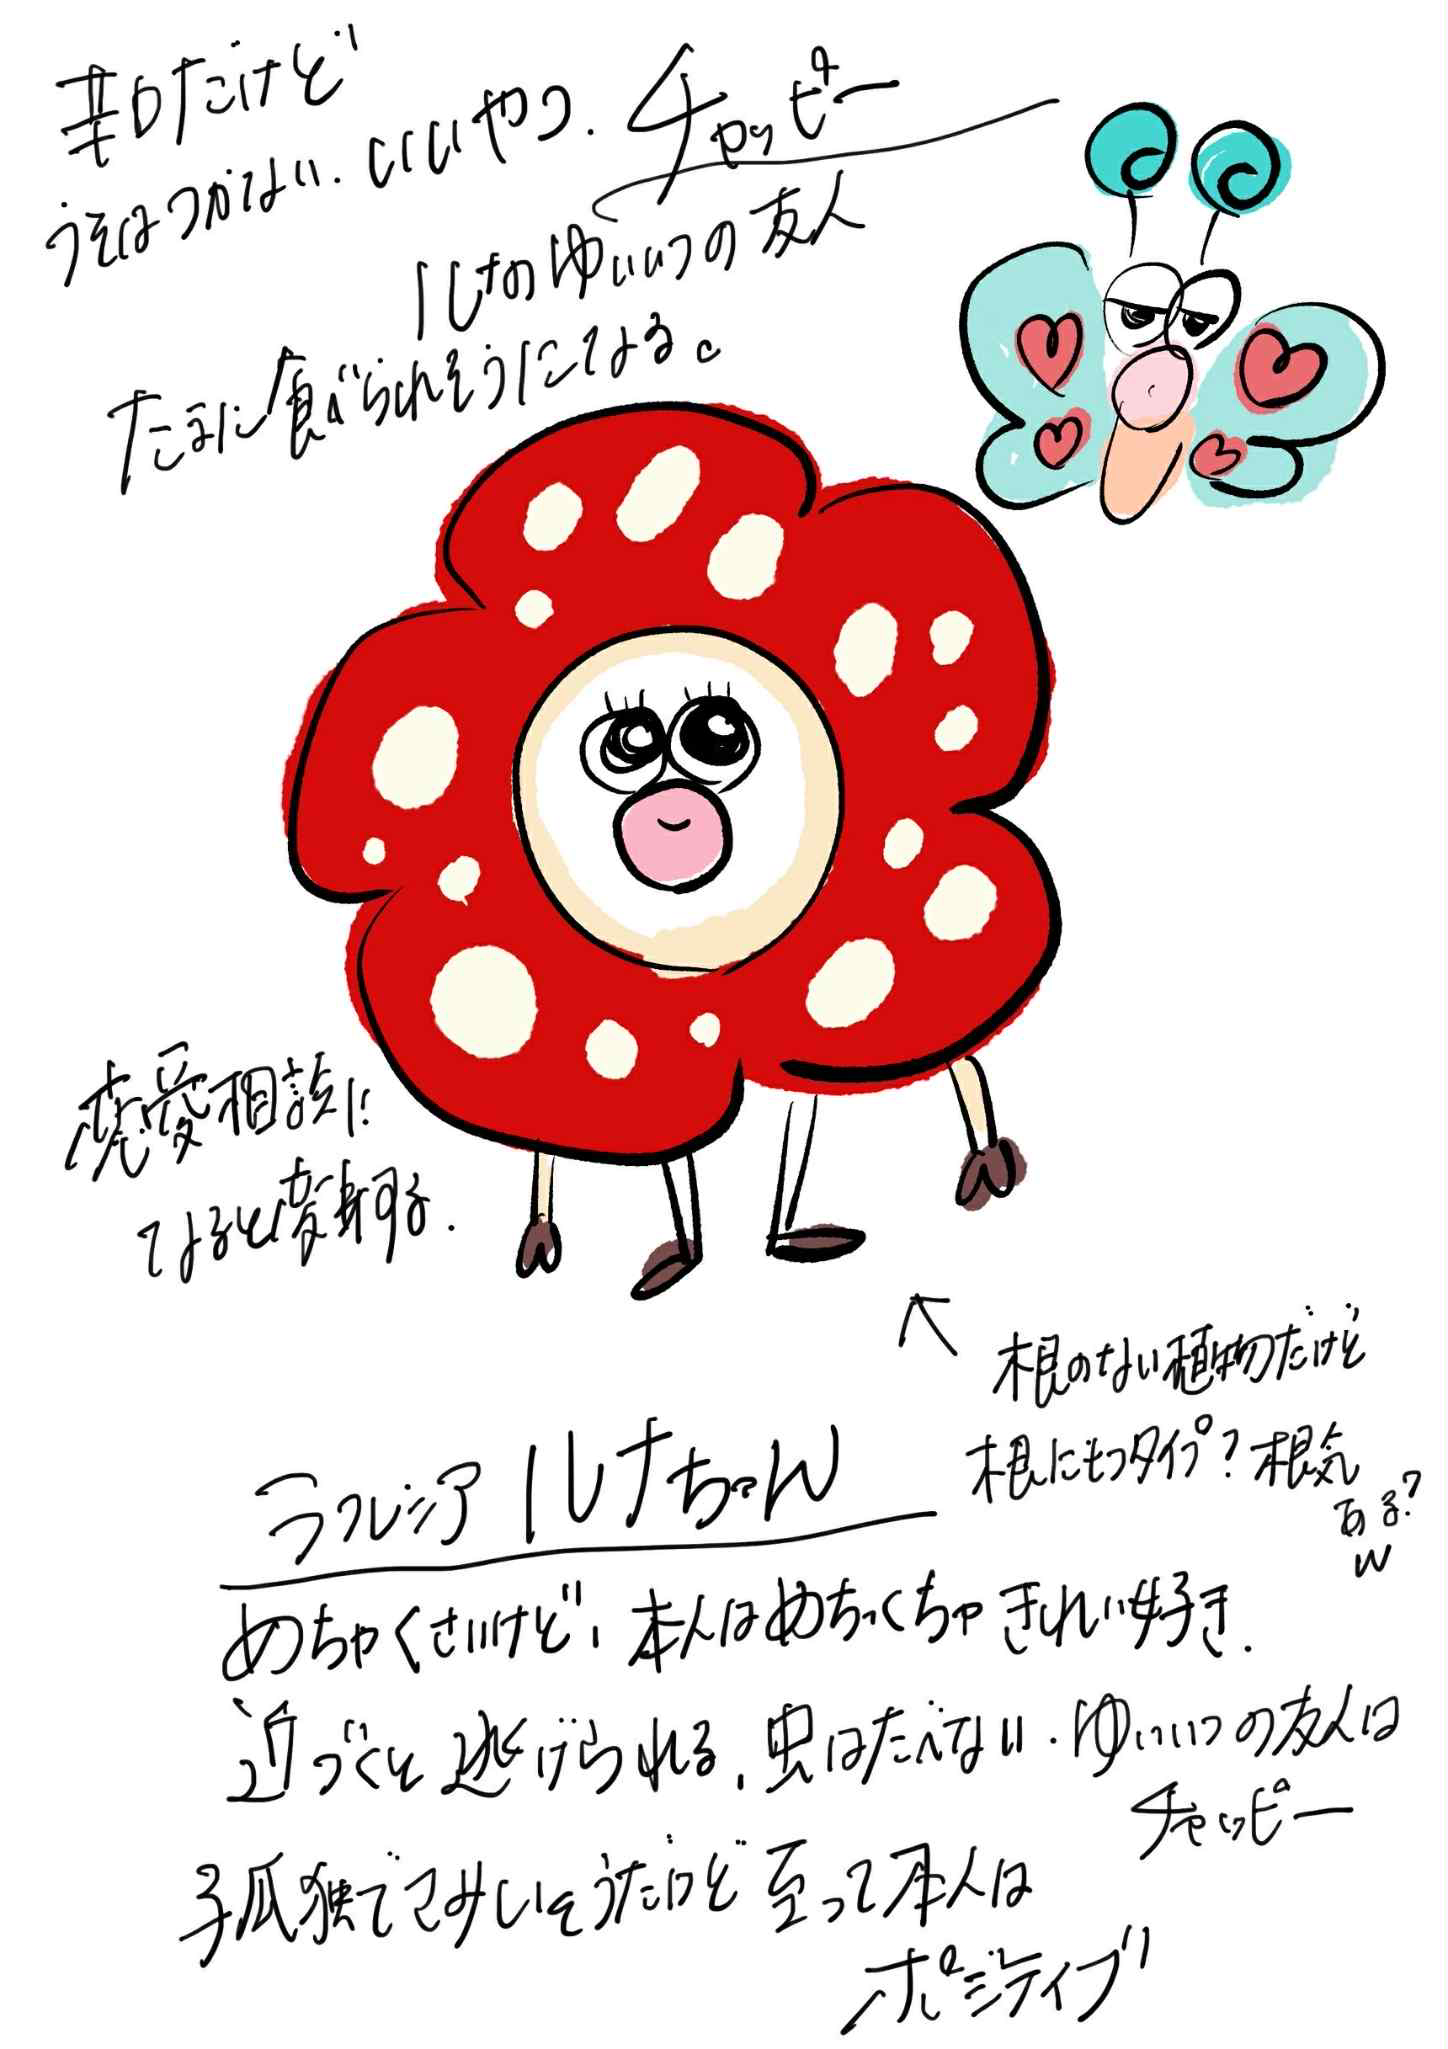 辛口だけど
うそはつかない.いいやつ.
チャッピー
ルナのゆいいつの友人
たまに食べられそうになる。
恋愛相談に
なると変身する.
根のない植物だけど
根にもつタイプ?根気
ある?
w
ラフレシア ルナちゃん
めちゃくさいけど、本人はめちっくちゃきれい好き.
近づくと逃げられる、虫はたべない.ゆいいつの友人は
チャッピー
孤独でさみしいそうだけど至って本人は
ポジティブ